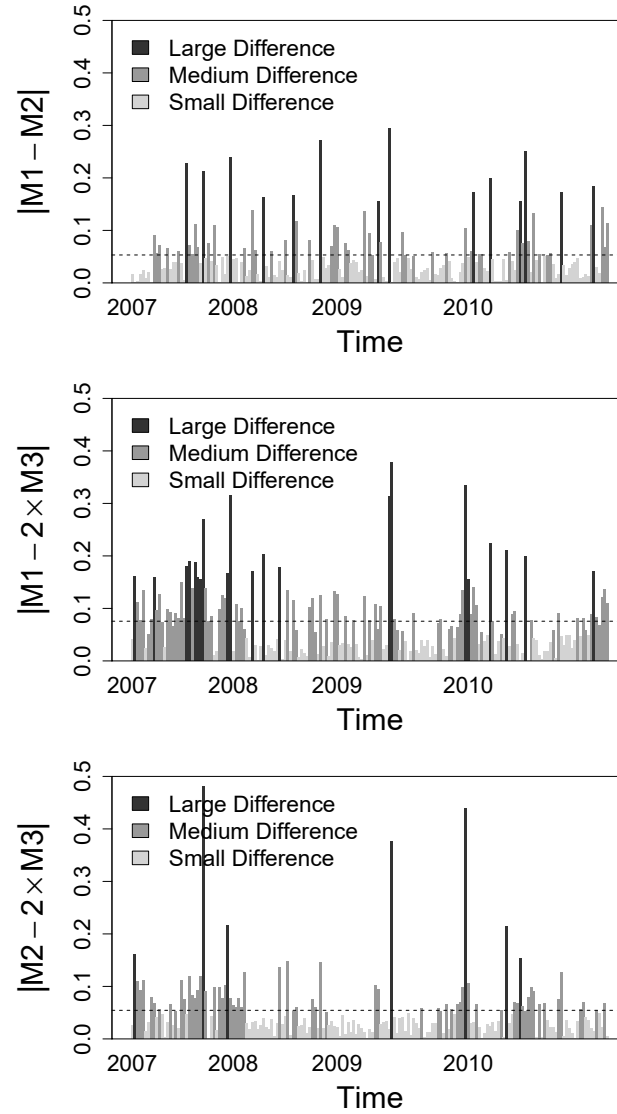 |M1 − M2|
0.5
0.4
0.3
0.2
0.1
0.0
Large Difference
Medium Difference
Small Difference
2007 2008 2009 2010
Time
|M1 − 2 × M3|
0.5
0.4
0.3
0.2
0.1
0.0
Large Difference
Medium Difference
Small Difference
2007 2008 2009 2010
Time
|M2 − 2 × M3|
0.5
0.4
0.3
0.2
0.1
0.0
Large Difference
Medium Difference
Small Difference
2007 2008 2009 2010
Time